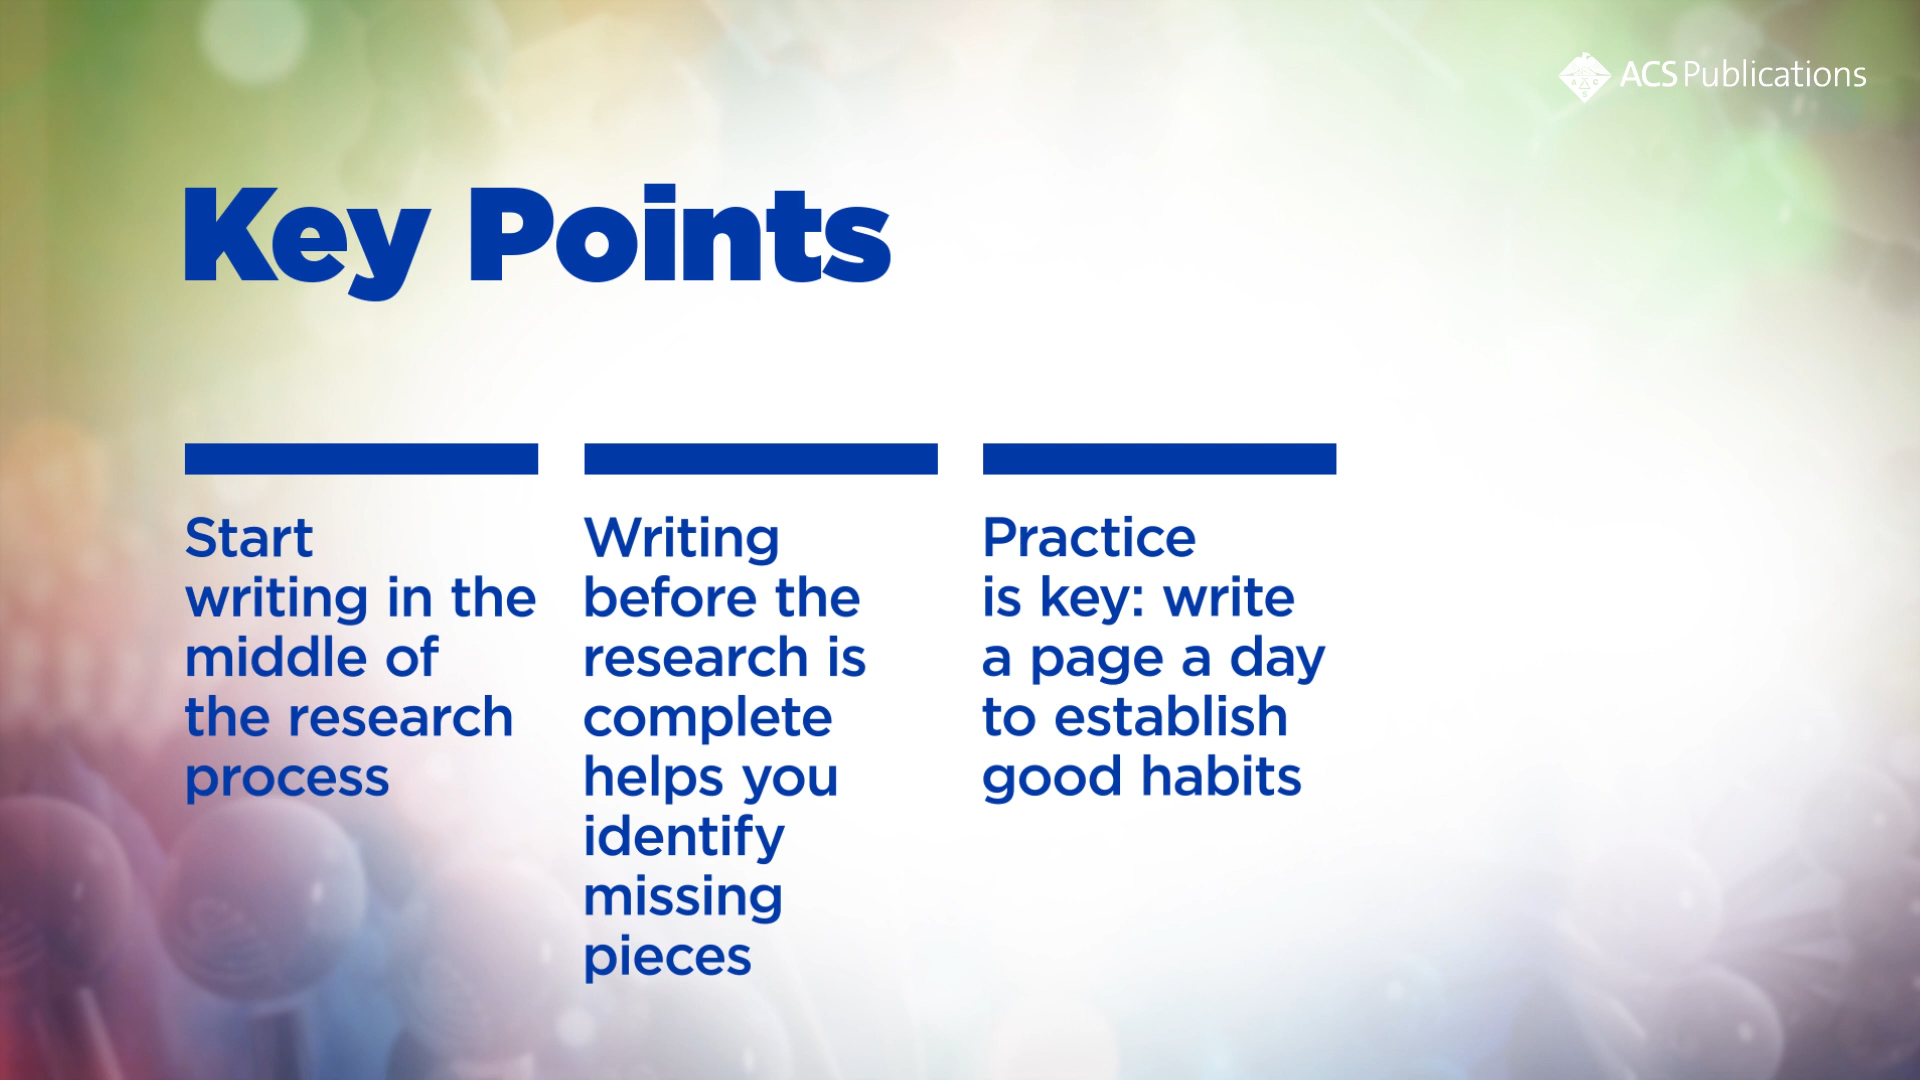 ACS Publications
Key Points
Start
writing in the
middle of
the research
process
Writing
before the
research is
complete
helps you
identify
missing
pieces
Practice
is key: write
a page a day
to establish
good habits